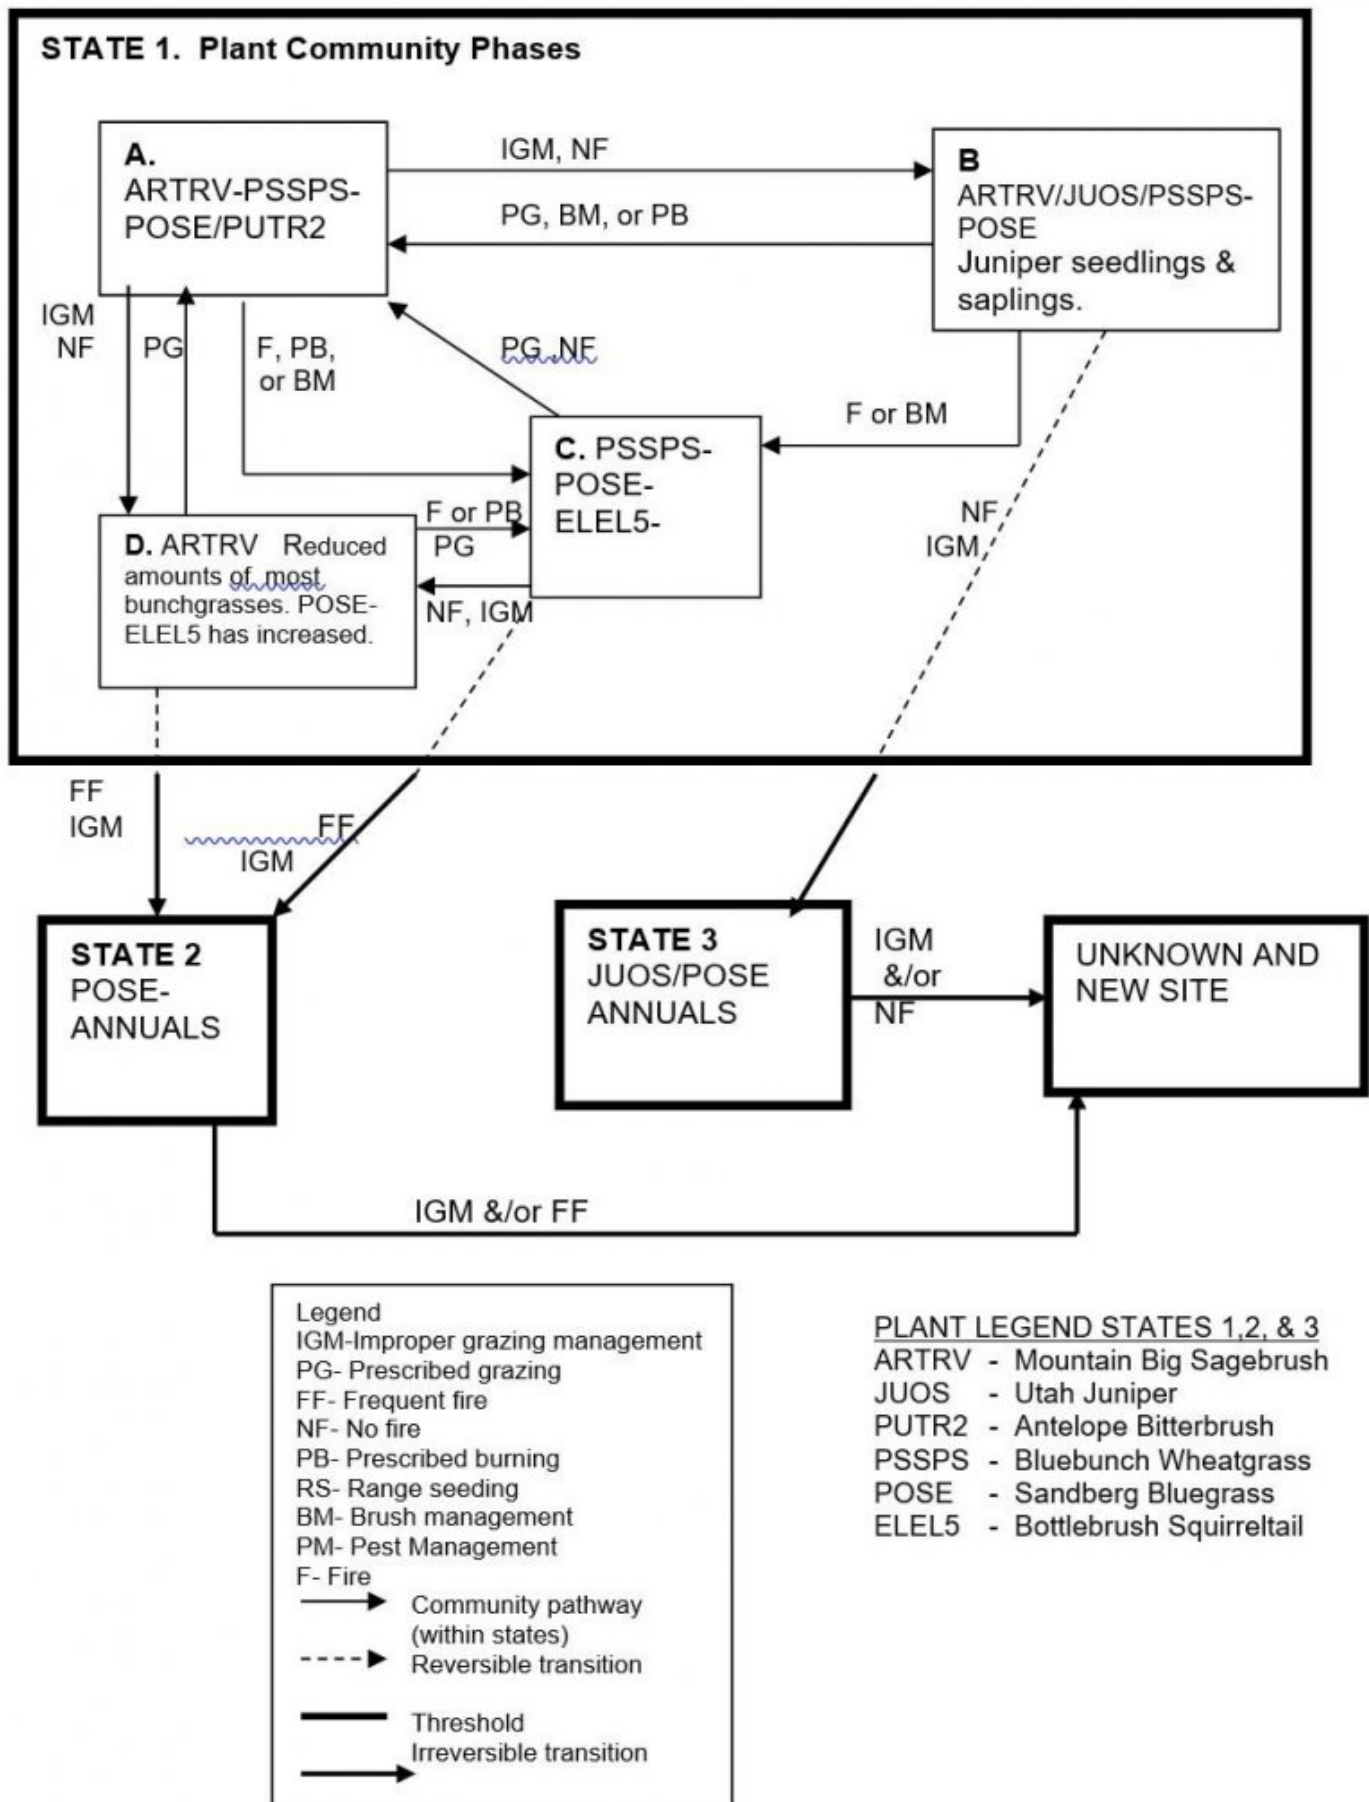 STATE 1. Plant Community Phases
A.
ARTRV-PSSPS-
POSE/PUTR2
IGM, NF
PG, BM, or PB
B
ARTRV/JUOS/PSSPS-
POSE
Juniper seedlings &
saplings.
IGM
NF
PG
F, PB,
or BM
PG ,NF
F or BM
C. PSSPS-
POSE-
ELEL5-
F or PB
PG
NF, IGM
D. ARTRV Reduced
amounts of most
bunchgrasses. POSE-
ELEL5 has increased.
NF
IGM
FF
IGM
FF
IGM
STATE 2
POSE-
ANNUALS
STATE 3
JUOS/POSE
ANNUALS
IGM
&/or
NF
UNKNOWN AND
NEW SITE
IGM &/or FF
Legend
IGM-Improper grazing management
PG- Prescribed grazing
FF- Frequent fire
NF- No fire
PB- Prescribed burning
RS- Range seeding
BM- Brush management
PM- Pest Management
F- Fire
Community pathway
(within states)
Reversible transition
Threshold
Irreversible transition
PLANT LEGEND STATES 1,2, & 3
ARTRV - Mountain Big Sagebrush
JUOS - Utah Juniper
PUTR2 - Antelope Bitterbrush
PSSPS - Bluebunch Wheatgrass
POSE - Sandberg Bluegrass
ELEL5 - Bottlebrush Squirreltail